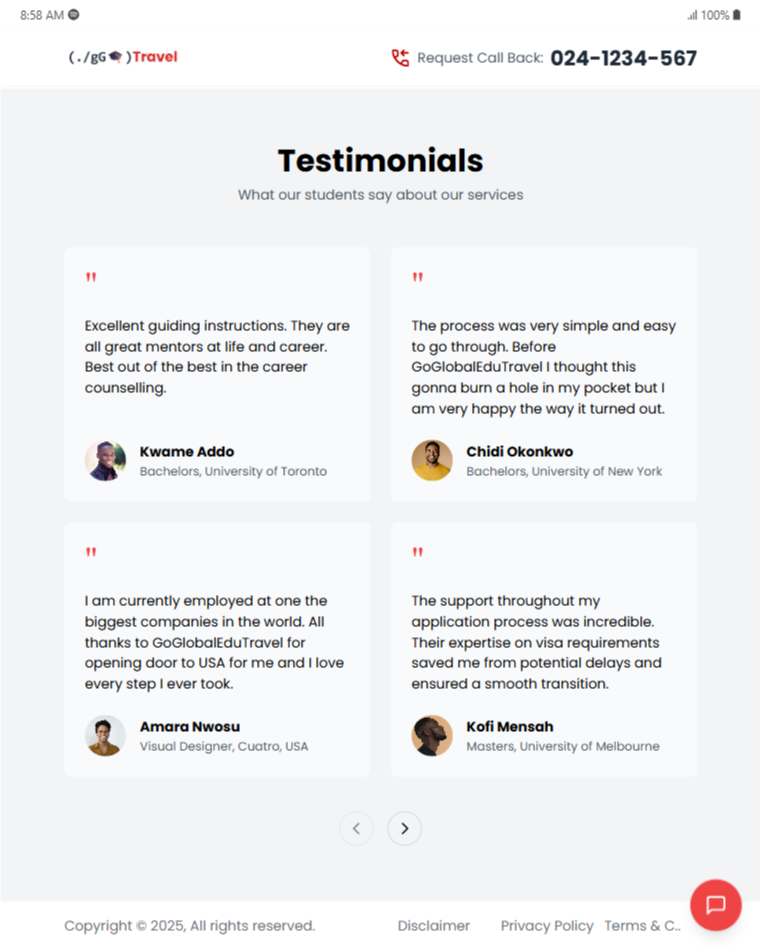 8:58 AM 100%
(./gG )Travel Request Call Back: 024-1234-567
Testimonials
What our students say about our services
"
Excellent guiding instructions. They are
all great mentors at life and career.
Best out of the best in the career
counselling.
Kwame Addo
Bachelors, University of Toronto
"
The process was very simple and easy
to go through. Before
GoGlobalEduTravel I thought this
gonna burn a hole in my pocket but I
am very happy the way it turned out.
Chidi Okonkwo
Bachelors, University of New York
"
I am currently employed at one the
biggest companies in the world. All
thanks to GoGlobalEduTravel for
opening door to USA for me and I love
every step I ever took.
Amara Nwosu
Visual Designer, Cuatro, USA
"
The support throughout my
application process was incredible.
Their expertise on visa requirements
saved me from potential delays and
ensured a smooth transition.
Kofi Mensah
Masters, University of Melbourne
Copyright © 2025, All rights reserved. Disclaimer Privacy Policy Terms & C..